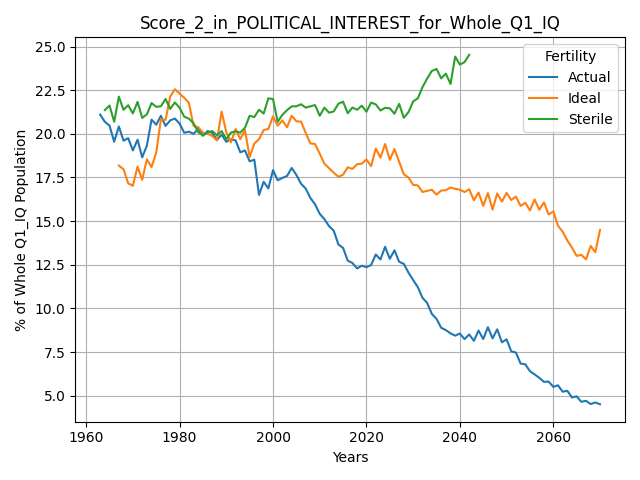 Score_2_in_POLITICAL_INTEREST_for_Whole_Q1_IQ
Fertility
Actual
Ideal
Sterile
% of Whole Q1_IQ Population
25.0
22.5
20.0
17.5
15.0
12.5
10.0
7.5
5.0
1960 1980 2000 2020 2040 2060
Years